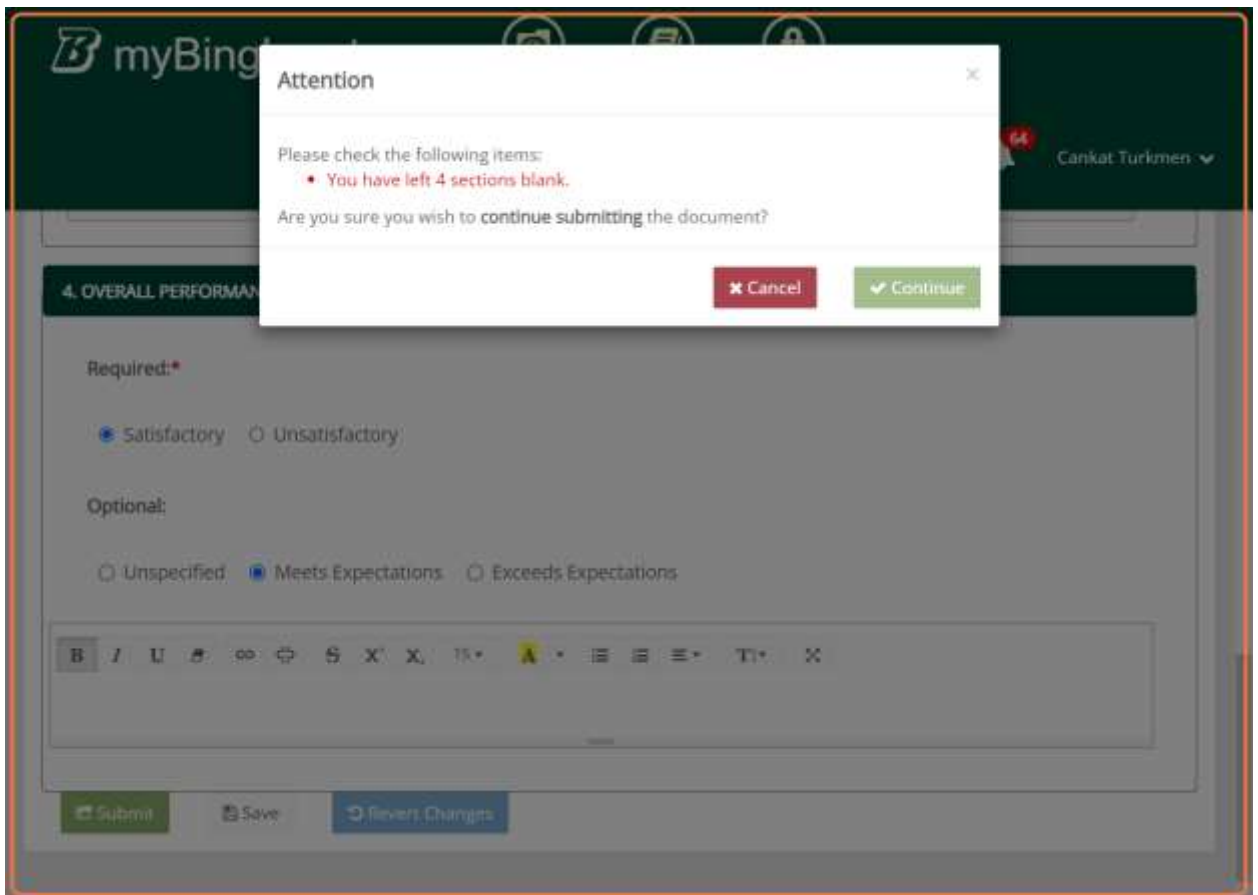 B myBing
64
Cankat Turkmen
Attention
×
Please check the following items:
• You have left 4 sections blank.
Are you sure you wish to continue submitting the document?
Cancel
Continue
4. OVERALL PERFORMAN
Required:*
Satisfactory Unsatisfactory
Optional:
Unspecified Meets Expectations Exceeds Expectations
B I U S X X 15 A T
Submit Save Revert Changes